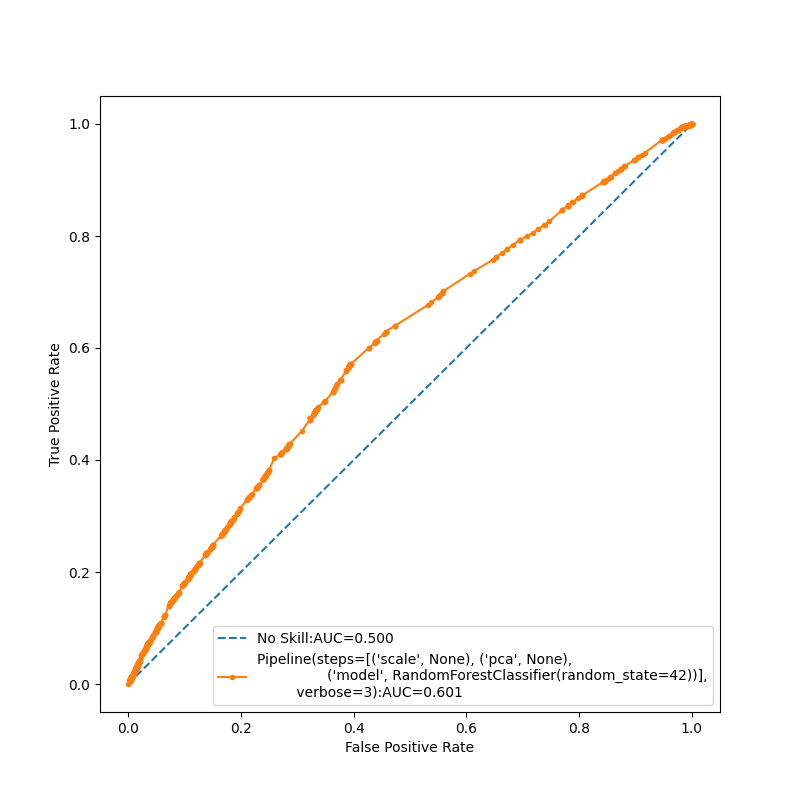 1.0
0.8
0.6
0.4
0.2
0.0
True Positive Rate
No Skill:AUC=0.500
Pipeline(steps=[('scale', None), ('pca', None),
('model', RandomForestClassifier(random_state=42))],
verbose=3):AUC=0.601
0.0 0.2 0.4 0.6 0.8 1.0
False Positive Rate